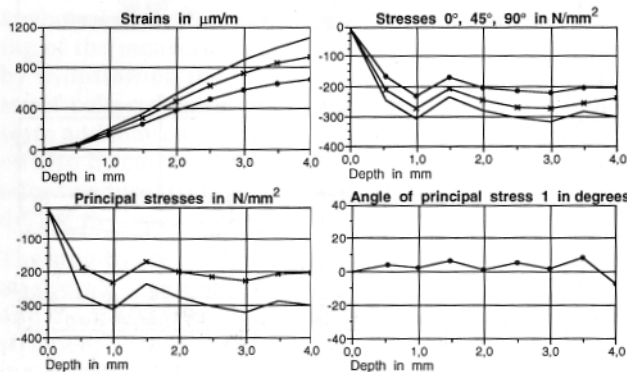 Strains in µm/m
1200
800
400
0
0,0 1,0 2,0 3,0 4,0
Depth in mm
Stresses 0°, 45°, 90° in N/mm²
0
-100
-200
-300
-400
0,0 1,0 2,0 3,0 4,0
Depth in mm
Principal stresses in N/mm²
0
-100
-200
-300
-400
0,0 1,0 2,0 3,0 4,0
Depth in mm
Angle of principal stress 1 in degrees
40
20
0
-20
-40
0,0 1,0 2,0 3,0 4,0
Depth in mm